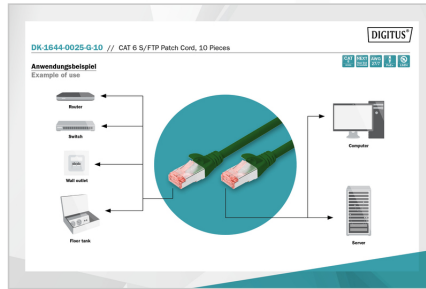 DIGITUS®
DK-1644-0025-G-10 // CAT 6 S/FTP Patch Cord, 10 Pieces
Anwendungsbeispiel
Example of use
Router
Switch
Wall outlet
Floor tank
Computer
Server